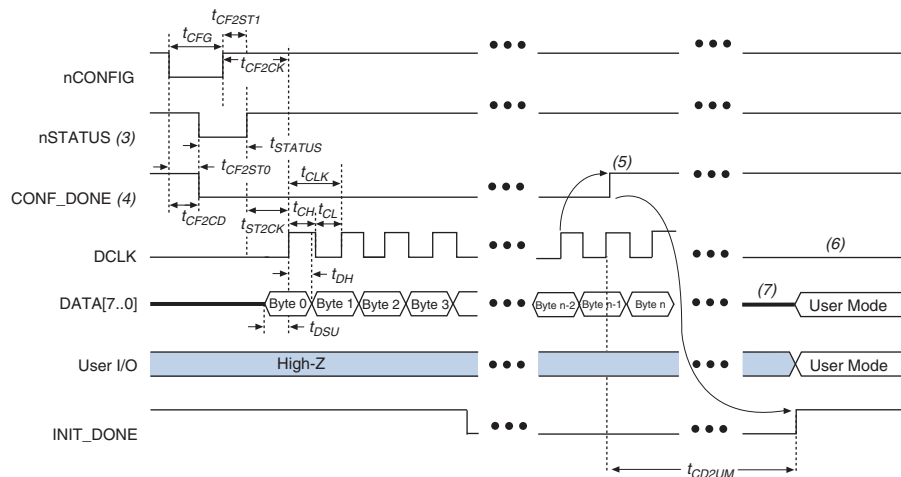 tCF2ST1
tCFG
tCF2CK
nCONFIG
nSTATUS (3)
tSTATUS
tCF2ST0
tCLK
(5)
CONF_DONE (4)
tCF2CD
tST2CK
tCH
tCL
DCLK
(6)
tDH
DATA[7..0]
Byte 0
Byte 1
Byte 2
Byte 3
Byte n-2
Byte n-1
Byte n
(7)
User Mode
tDSU
User I/O
High-Z
User Mode
INIT_DONE
tCD2UM